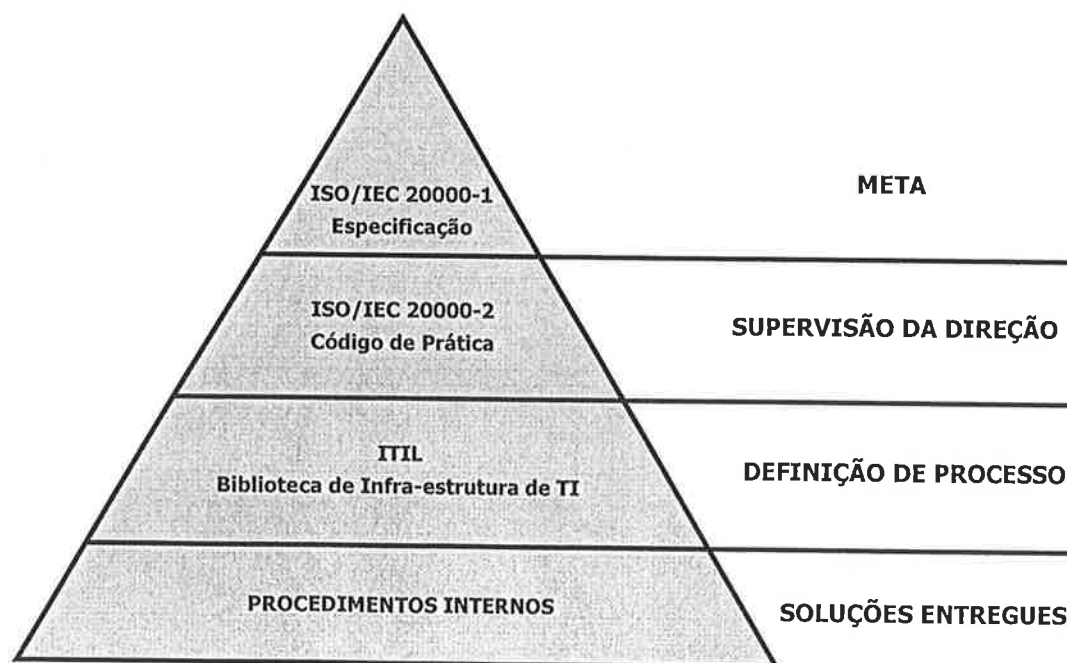 ISO/IEC 20000-1
Especificação
META
ISO/IEC 20000-2
Código de Prática
SUPERVISÃO DA DIREÇÃO
ITIL
Biblioteca de Infra-estrutura de TI
DEFINIÇÃO DE PROCESSO
PROCEDIMENTOS INTERNOS
SOLUÇÕES ENTREGUES